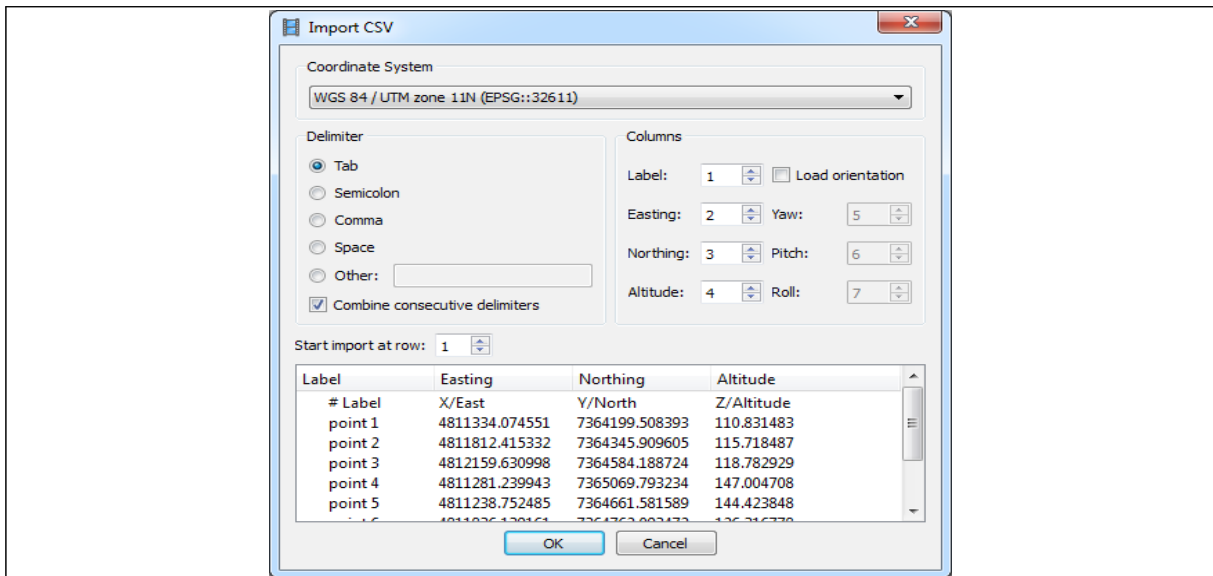 Import CSV
Coordinate System
WGS 84 / UTM zone 11N (EPSG::32611)
Delimiter
Tab
Semicolon
Comma
Space
Other:
Combine consecutive delimiters
Columns
Label: 1 Load orientation
Easting: 2 Yaw: 5
Northing: 3 Pitch: 6
Altitude: 4 Roll: 7
Start import at row: 1
Label Easting Northing Altitude
# Label X/East Y/North Z/Altitude
point 1 4811334.074551 7364199.508393 110.831483
point 2 4811812.415332 7364345.909605 115.718487
point 3 4812159.630998 7364584.188724 118.782929
point 4 4811281.239943 7365069.793234 147.004708
point 5 4811238.752485 7364661.581589 144.423848
OK Cancel